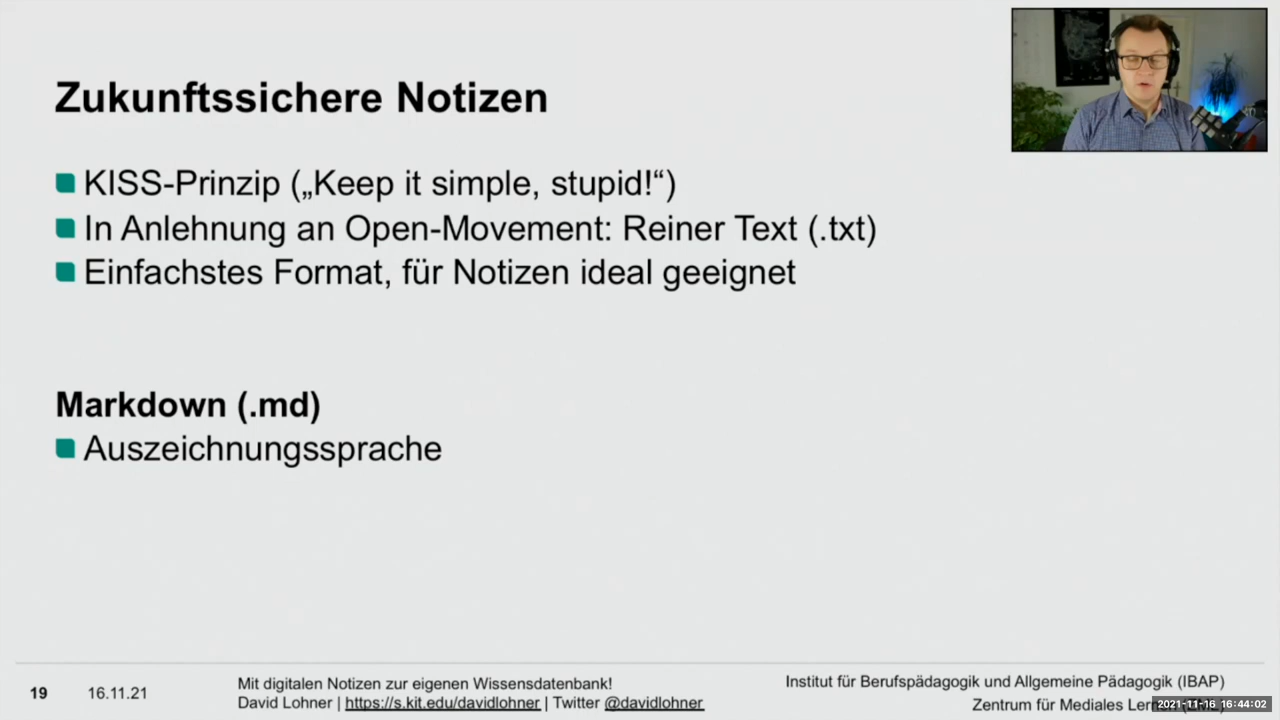 Zukunftssichere Notizen
KISS-Prinzip („Keep it simple, stupid!“)
In Anlehnung an Open-Movement: Reiner Text (.txt)
Einfachstes Format, für Notizen ideal geeignet
Markdown (.md)
Auszeichnungssprache
19
16.11.21
Mit digitalen Notizen zur eigenen Wissensdatenbank!
David Lohner | https://s.kit.edu/davidlohner | Twitter @davidlohner
Institut für Berufspädagogik und Allgemeine Pädagogik (IBAP)
Zentrum für Mediales
2021-11-16 16:44:02